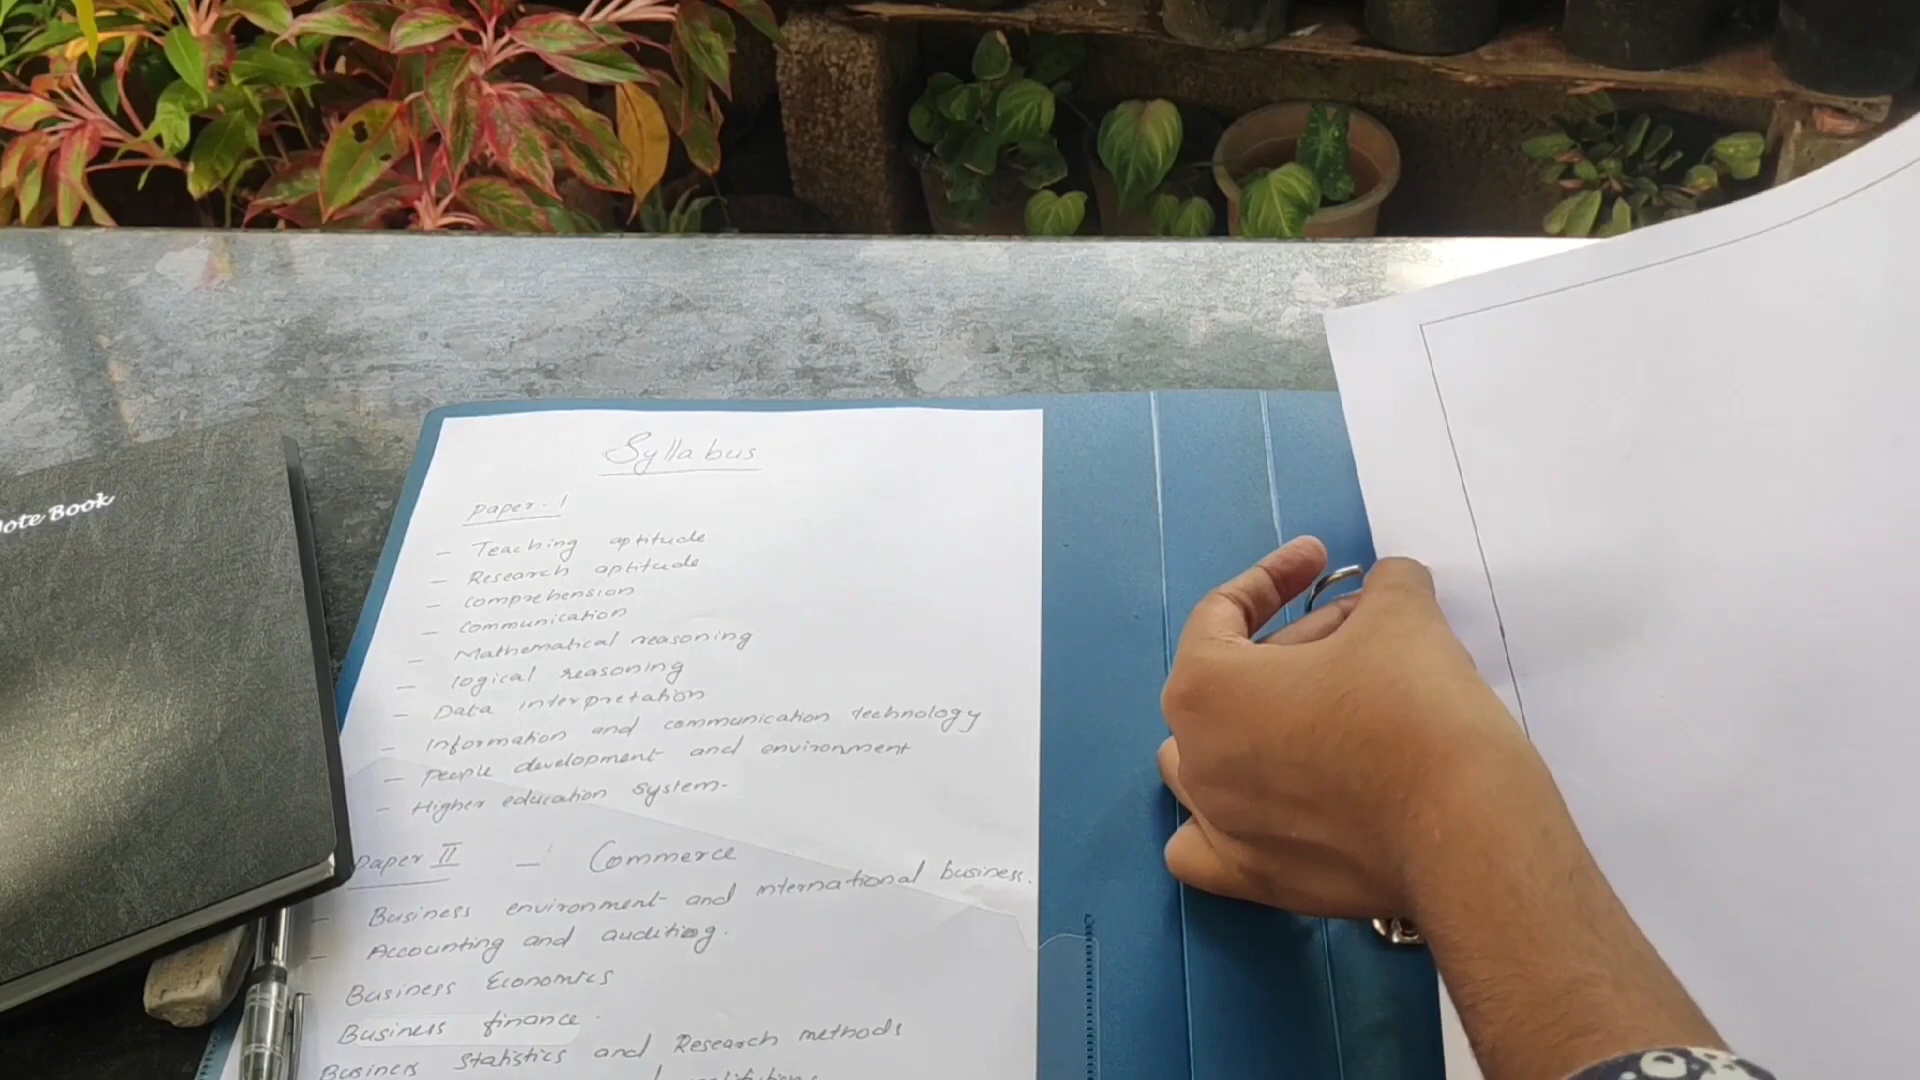 Note Book
Syllabus
paper - 1
- Teaching aptitude
- Research aptitude
- Comprehension
- Communication
- Mathematical reasoning
- logical reasoning
- Data interpretation
- Information and communication technology
- people development and environment
- Higher education system.
paper II - Commerce
- Business environment and international business.
- Accounting and auditing.
Business Economics
Business finance.
Business Statistics and Research methods